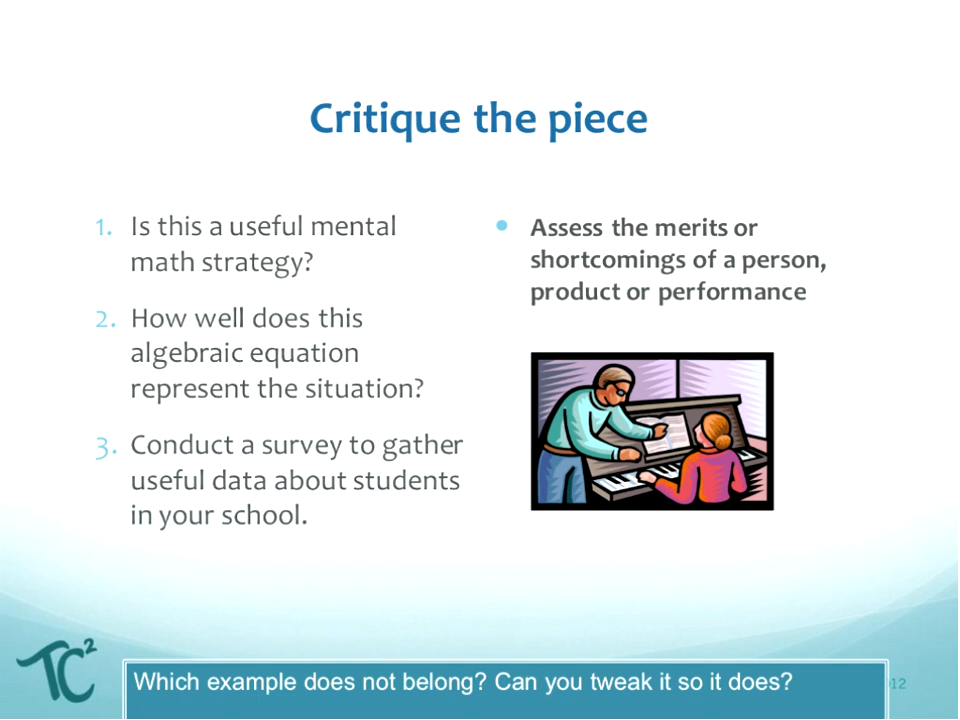 Critique the piece
1. Is this a useful mental
math strategy?
2. How well does this
algebraic equation
represent the situation?
3. Conduct a survey to gather
useful data about students
in your school.
• Assess the merits or
shortcomings of a person,
product or performance
TC2
Which example does not belong? Can you tweak it so it does?